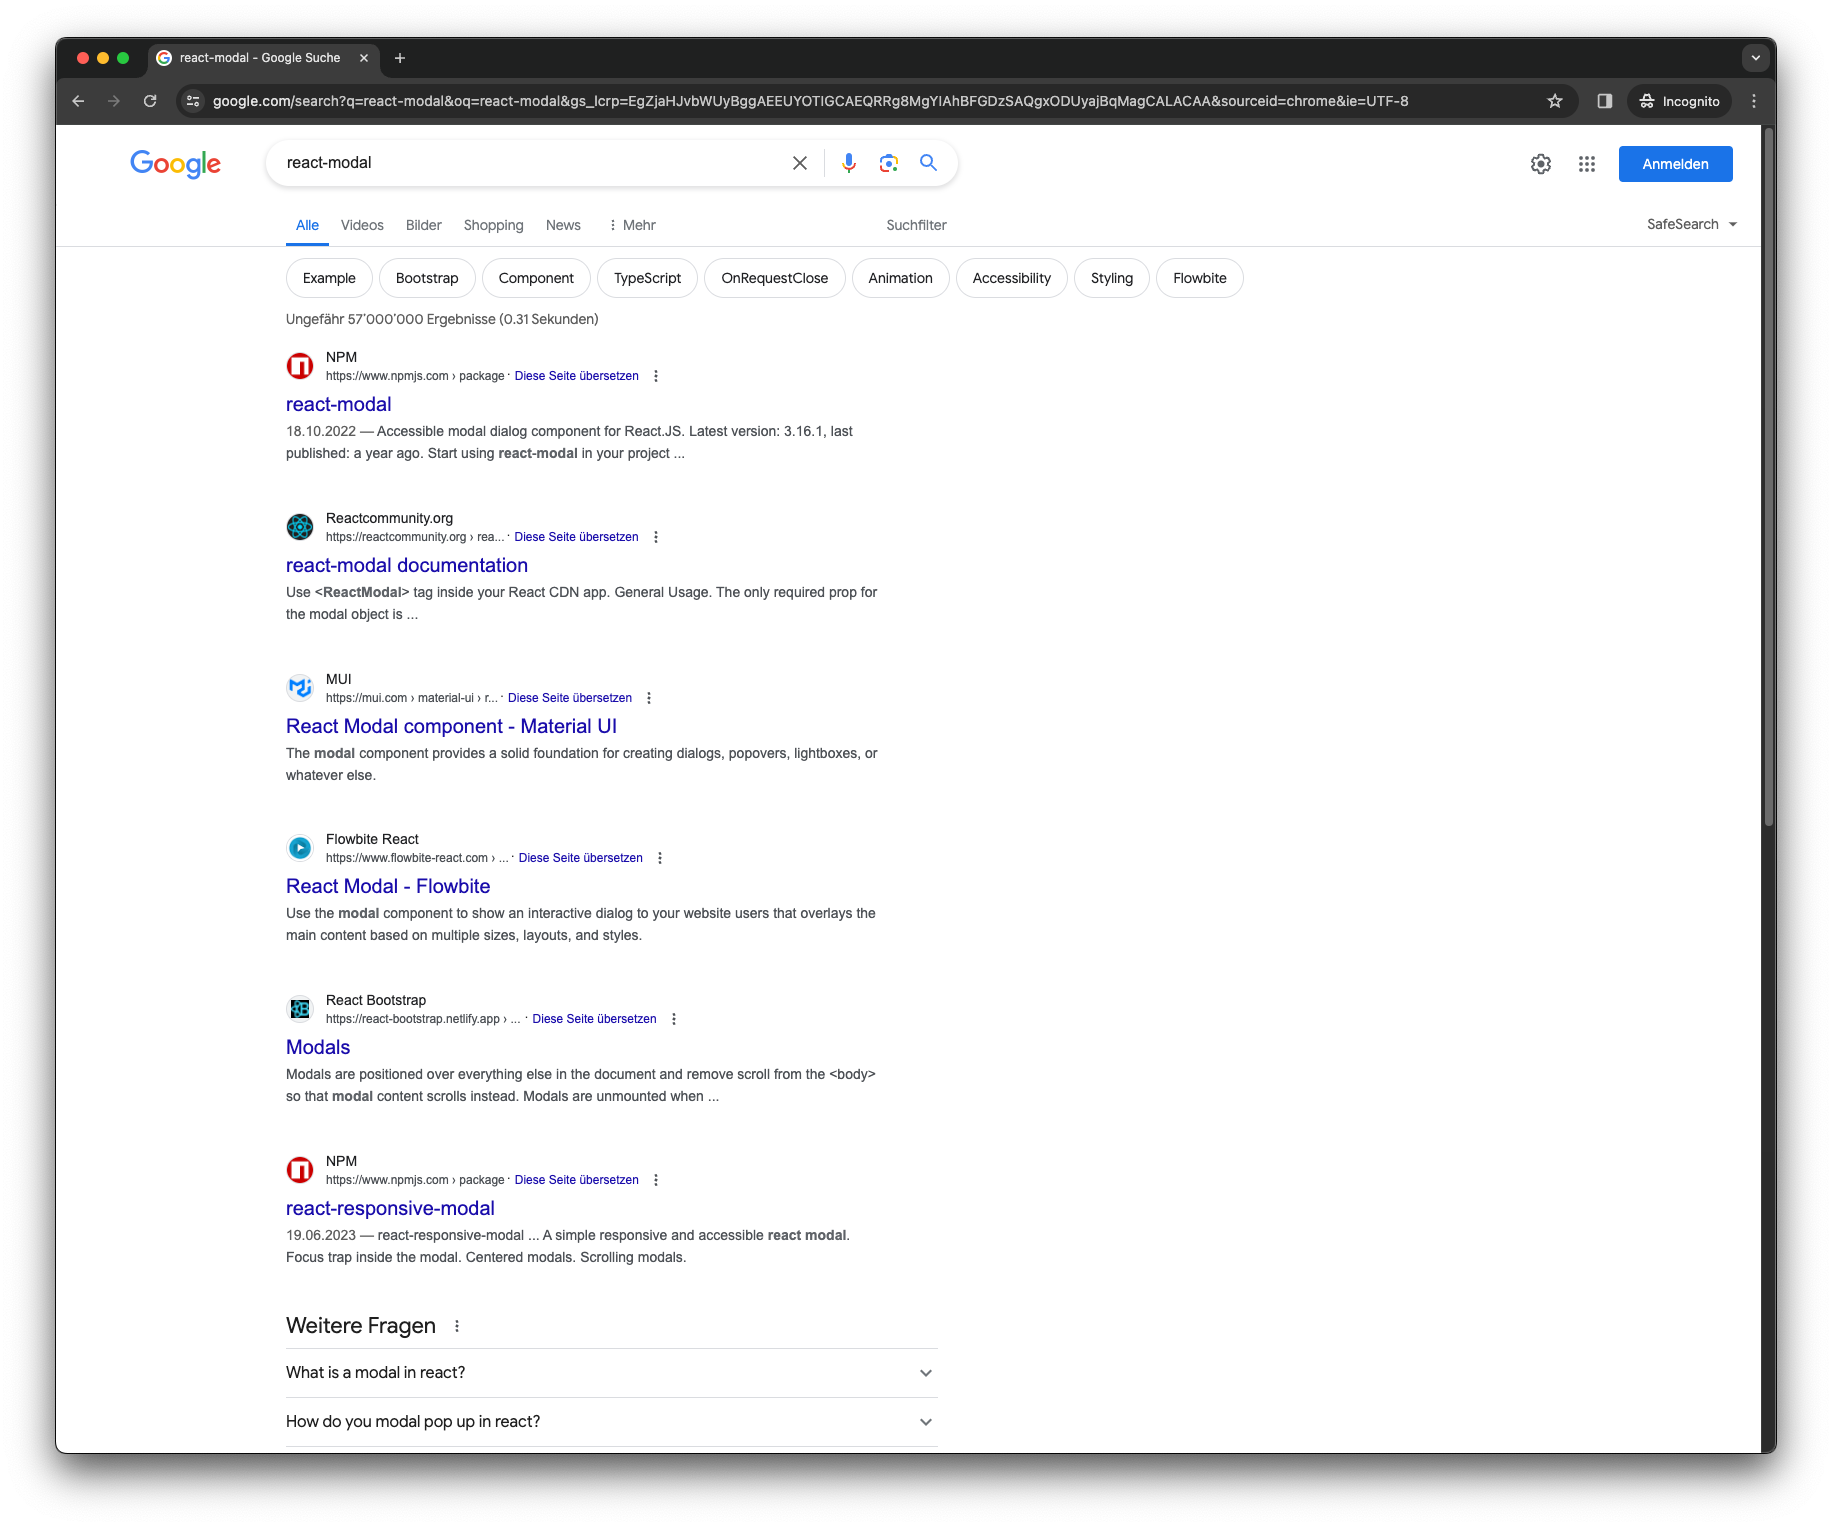 react-modal - Google Suche
google.com/search?q=react-modal&oq=react-modal&gs_lcrp=EgZjaHJvbWUyBggAEEUYOTIGCAEQRRg8MgYIAhBFGDzSAQgxODUyajBqMagCALACAA&sourceid=chrome&ie=UTF-8
Incognito
Google
react-modal
Anmelden
Alle Videos Bilder Shopping News Mehr Suchfilter SafeSearch
Example Bootstrap Component TypeScript OnRequestClose Animation Accessibility Styling Flowbite
Ungefähr 57’000’000 Ergebnisse (0.31 Sekunden)
NPM
https://www.npmjs.com › package · Diese Seite übersetzen
react-modal
18.10.2022 — Accessible modal dialog component for React.JS. Latest version: 3.16.1, last
published: a year ago. Start using react-modal in your project ...
Reactcommunity.org
https://reactcommunity.org › rea... · Diese Seite übersetzen
react-modal documentation
Use <ReactModal> tag inside your React CDN app. General Usage. The only required prop for
the modal object is ...
MUI
https://mui.com › material-ui › r... · Diese Seite übersetzen
React Modal component - Material UI
The modal component provides a solid foundation for creating dialogs, popovers, lightboxes, or
whatever else.
Flowbite React
https://www.flowbite-react.com › ... · Diese Seite übersetzen
React Modal - Flowbite
Use the modal component to show an interactive dialog to your website users that overlays the
main content based on multiple sizes, layouts, and styles.
React Bootstrap
https://react-bootstrap.netlify.app › ... · Diese Seite übersetzen
Modals
Modals are positioned over everything else in the document and remove scroll from the <body>
so that modal content scrolls instead. Modals are unmounted when ...
NPM
https://www.npmjs.com › package · Diese Seite übersetzen
react-responsive-modal
19.06.2023 — react-responsive-modal ... A simple responsive and accessible react modal.
Focus trap inside the modal. Centered modals. Scrolling modals.
Weitere Fragen
What is a modal in react?
How do you modal pop up in react?